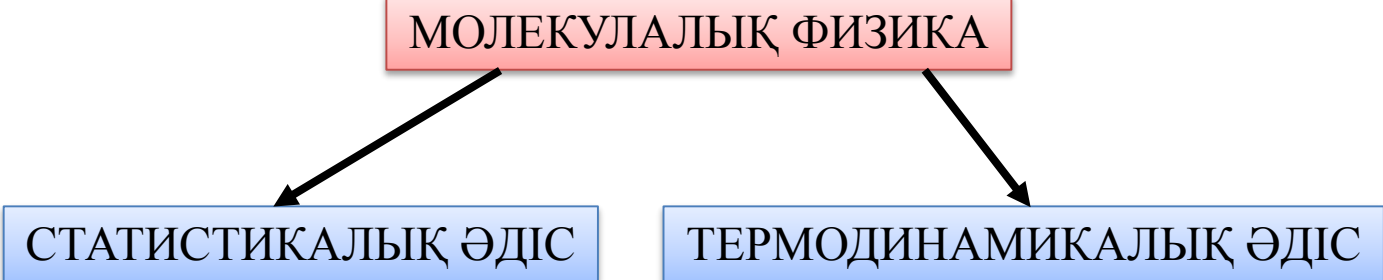 МОЛЕКУЛАЛЫҚ ФИЗИКА
СТАТИСТИКАЛЫҚ ӘДІС
ТЕРМОДИНАМИКАЛЫҚ ӘДІС